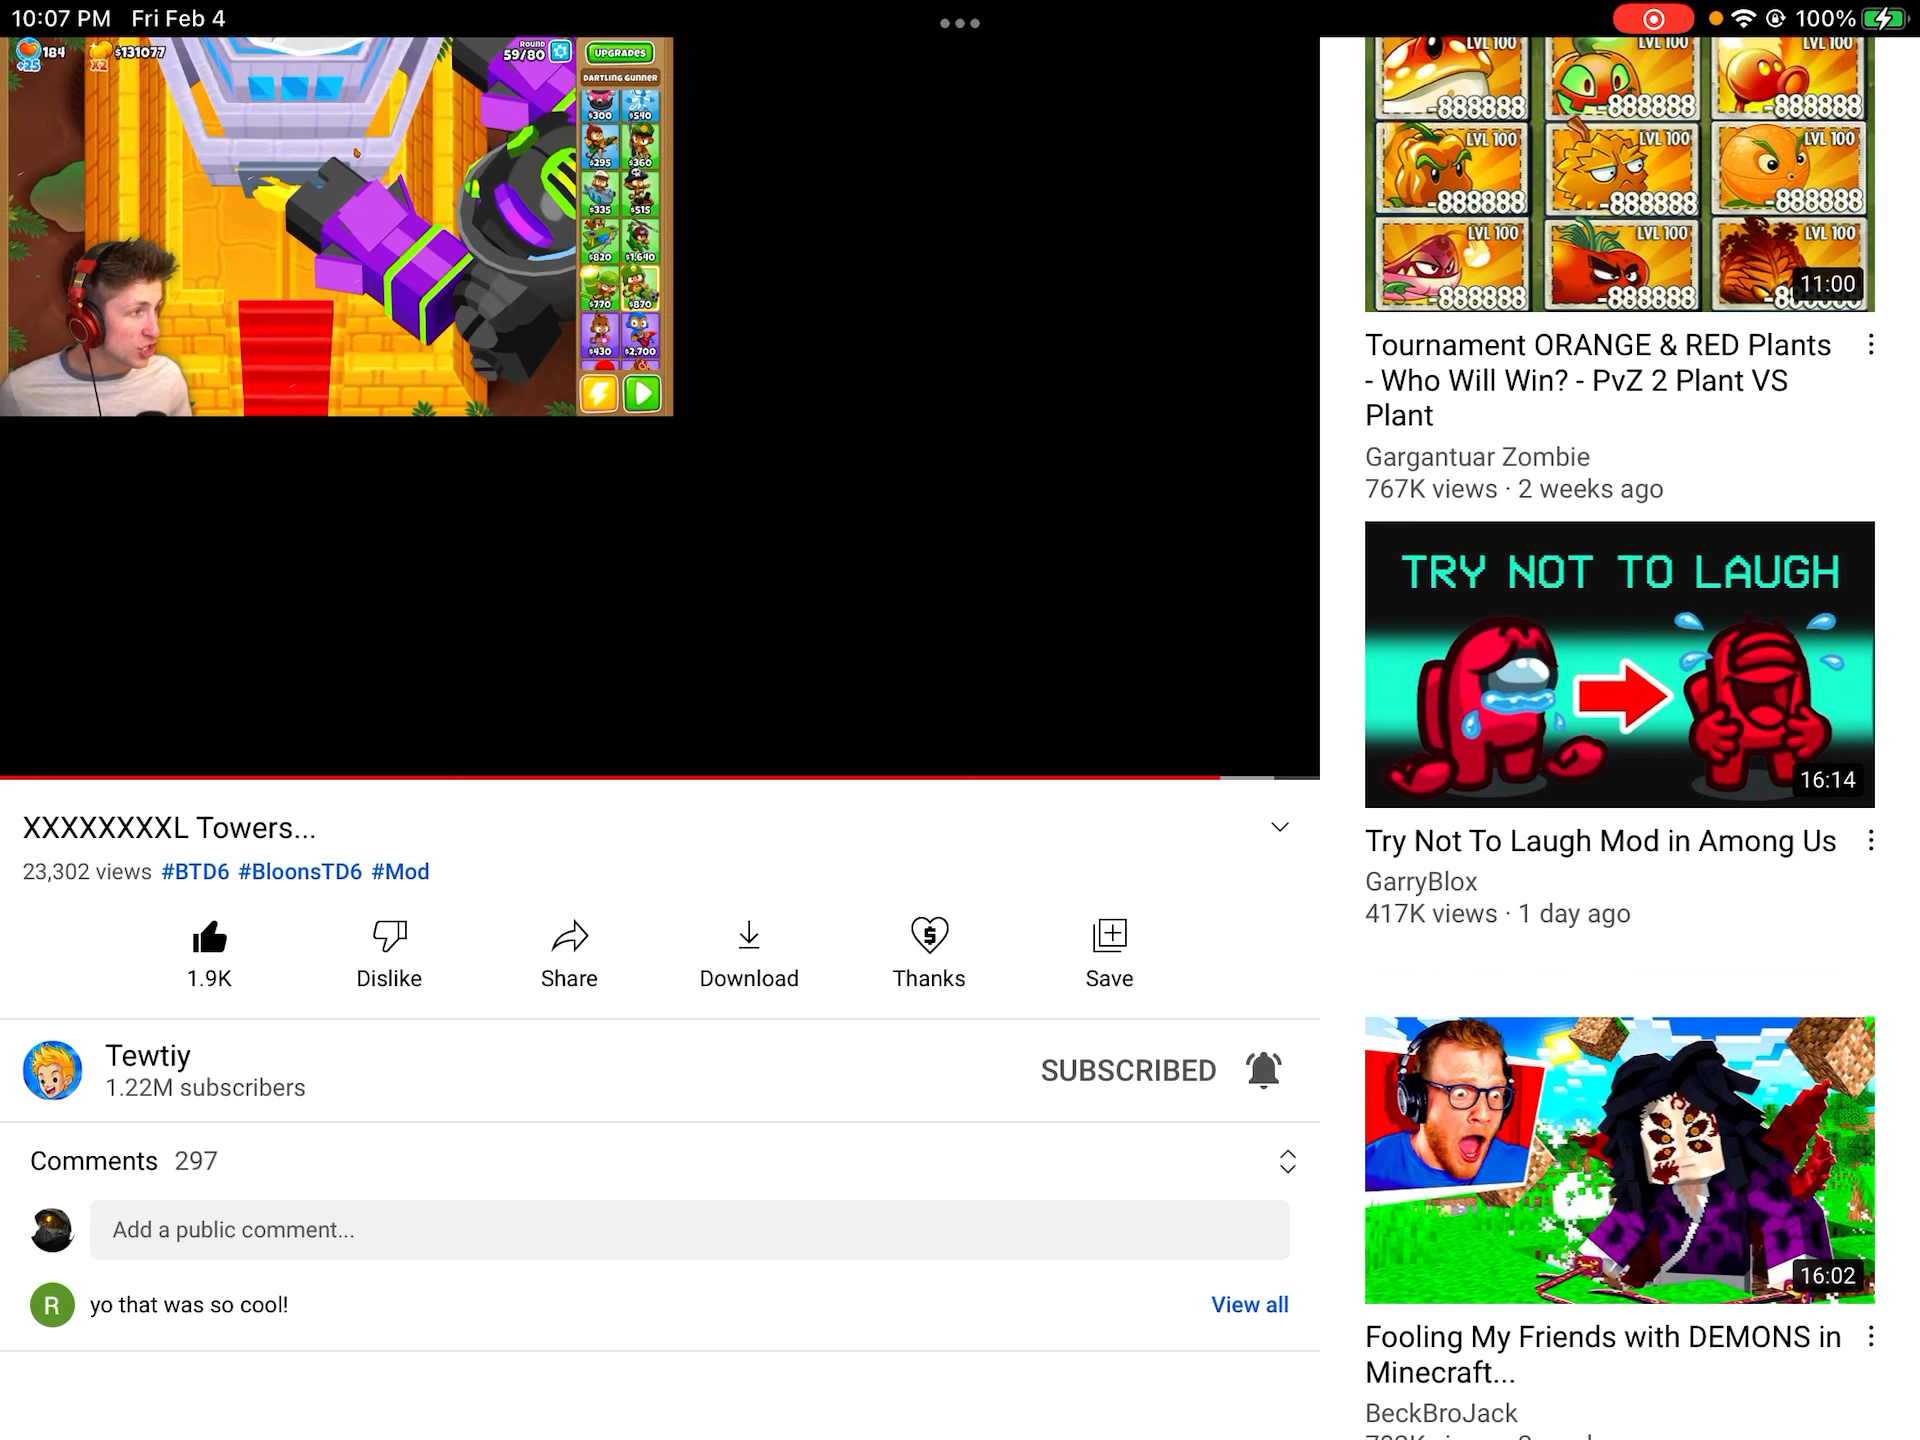 10:07 PM Fri Feb 4
100%
184
+25
$131077
X2
ROUND
59/80
UPGRADES
DARTLING GUNNER
$300 $540
$295 $360
$335 $515
$820 $1,640
$770 $870
$430 $2,700
XXXXXXXXL Towers...
23,302 views #BTD6 #BloonsTD6 #Mod
1.9K
Dislike
Share
Download
Thanks
Save
Tewtiy
1.22M subscribers
SUBSCRIBED
Comments 297
Add a public comment...
R
yo that was so cool!
View all
LVL 100 LVL 100 LVL 100
-888888 -888888 -888888
LVL 100 LVL 100 LVL 100
-888888 -888888 -888888
LVL 100 LVL 100 LVL 100
-888888 -888888
11:00
Tournament ORANGE & RED Plants
- Who Will Win? - PvZ 2 Plant VS
Plant
Gargantuar Zombie
767K views · 2 weeks ago
TRY NOT TO LAUGH
16:14
Try Not To Laugh Mod in Among Us
GarryBlox
417K views · 1 day ago
16:02
Fooling My Friends with DEMONS in
Minecraft...
BeckBroJack